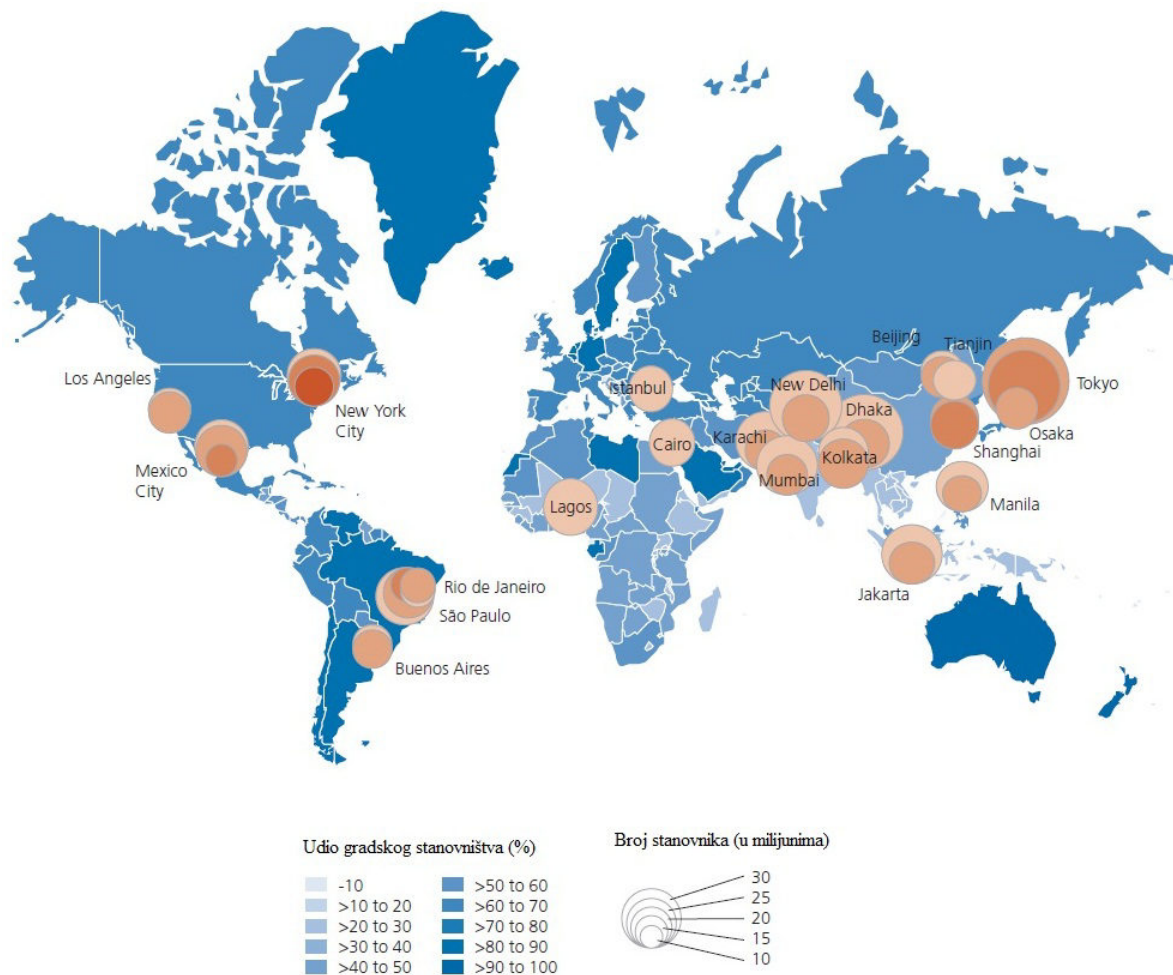 Beijing
Tianjin
Los Angeles
Istanbul
New Delhi
Tokyo
New York
City
Dhaka
Karachi
Cairo
Osaka
Shanghai
Kolkata
Mexico
City
Mumbai
Lagos
Manila
Rio de Janeiro
Jakarta
São Paulo
Buenos Aires
Udio gradskog stanovništva (%)
-10
>10 to 20
>20 to 30
>30 to 40
>40 to 50
>50 to 60
>60 to 70
>70 to 80
>80 to 90
>90 to 100
Broj stanovnika (u milijunima)
30
25
20
15
10